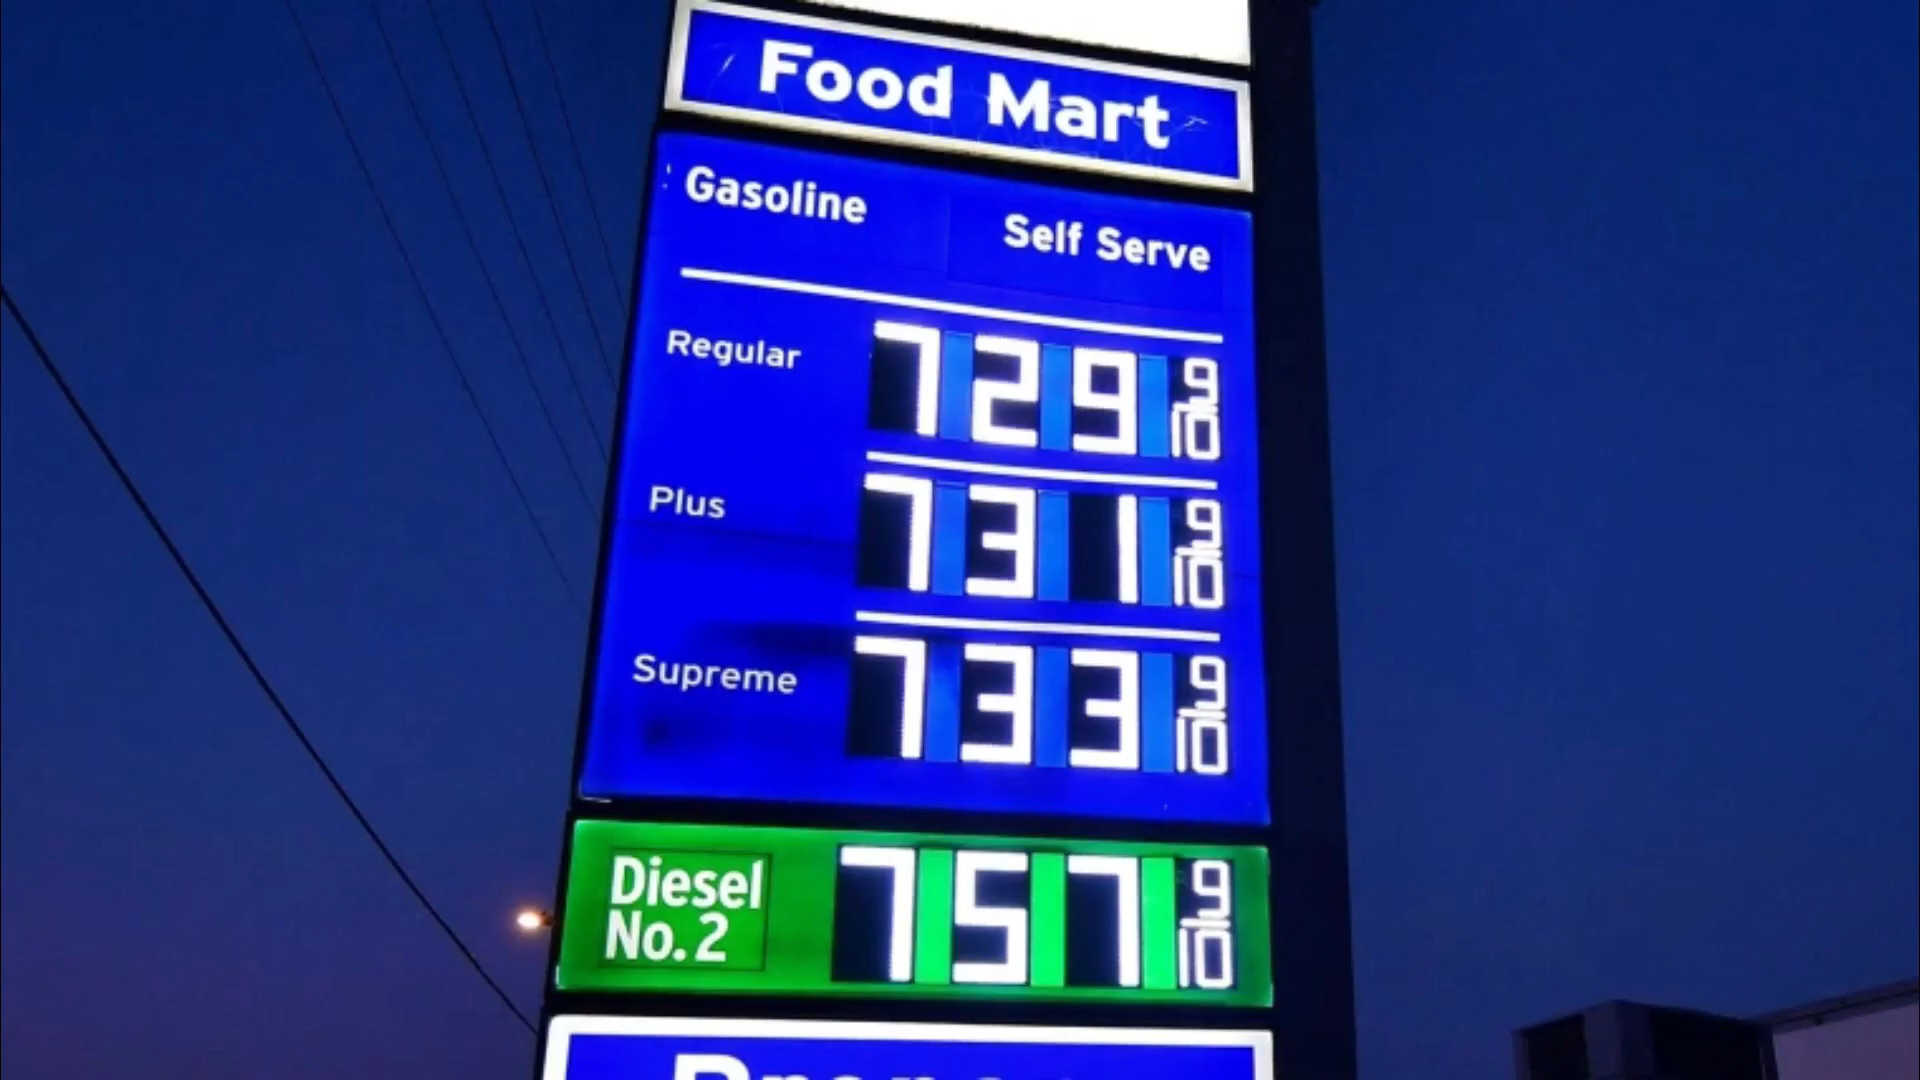 Food Mart
Gasoline
Self Serve
Regular 729 9/10
Plus 731 9/10
Supreme 733 9/10
Diesel
No. 2
757 9/10